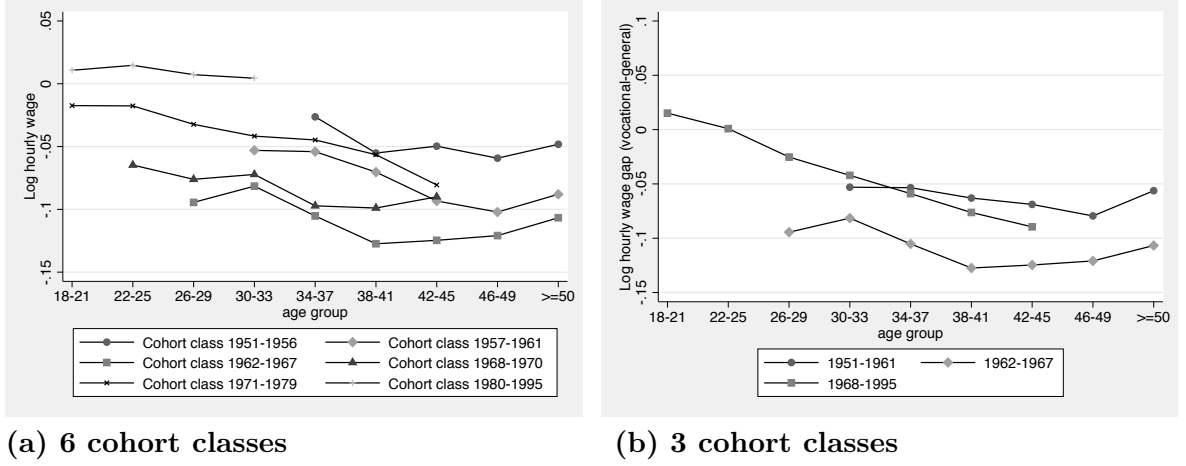 Log hourly wage
.05
0
-.05
-.1
-.15
18-21 22-25 26-29 30-33 34-37 38-41 42-45 46-49 >=50
age group
Cohort class 1951-1956 Cohort class 1957-1961
Cohort class 1962-1967 Cohort class 1968-1970
Cohort class 1971-1979 Cohort class 1980-1995
(a) 6 cohort classes
Log hourly wage gap (vocational-general)
.1
.05
0
-.05
-.1
-.15
18-21 22-25 26-29 30-33 34-37 38-41 42-45 46-49 >=50
age group
1951-1961 1962-1967
1968-1995
(b) 3 cohort classes